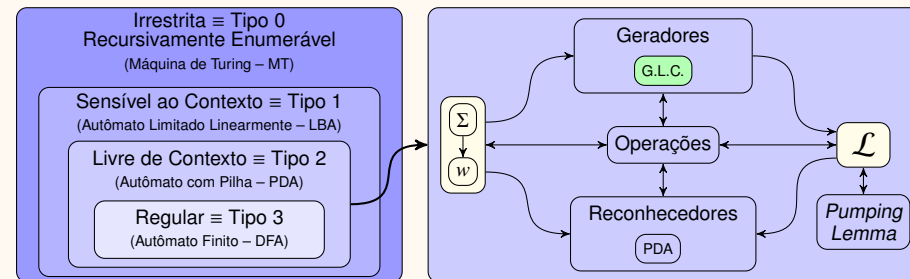 Irrestrita ≡ Tipo 0
Recursivamente Enumerável
(Máquina de Turing – MT)
Sensível ao Contexto ≡ Tipo 1
(Autômato Limitado Linearmente – LBA)
Livre de Contexto ≡ Tipo 2
(Autômato com Pilha – PDA)
Regular ≡ Tipo 3
(Autômato Finito – DFA)
Σ
w
Geradores
G.L.C.
Operações
Reconhecedores
PDA
ℒ
Pumping
Lemma